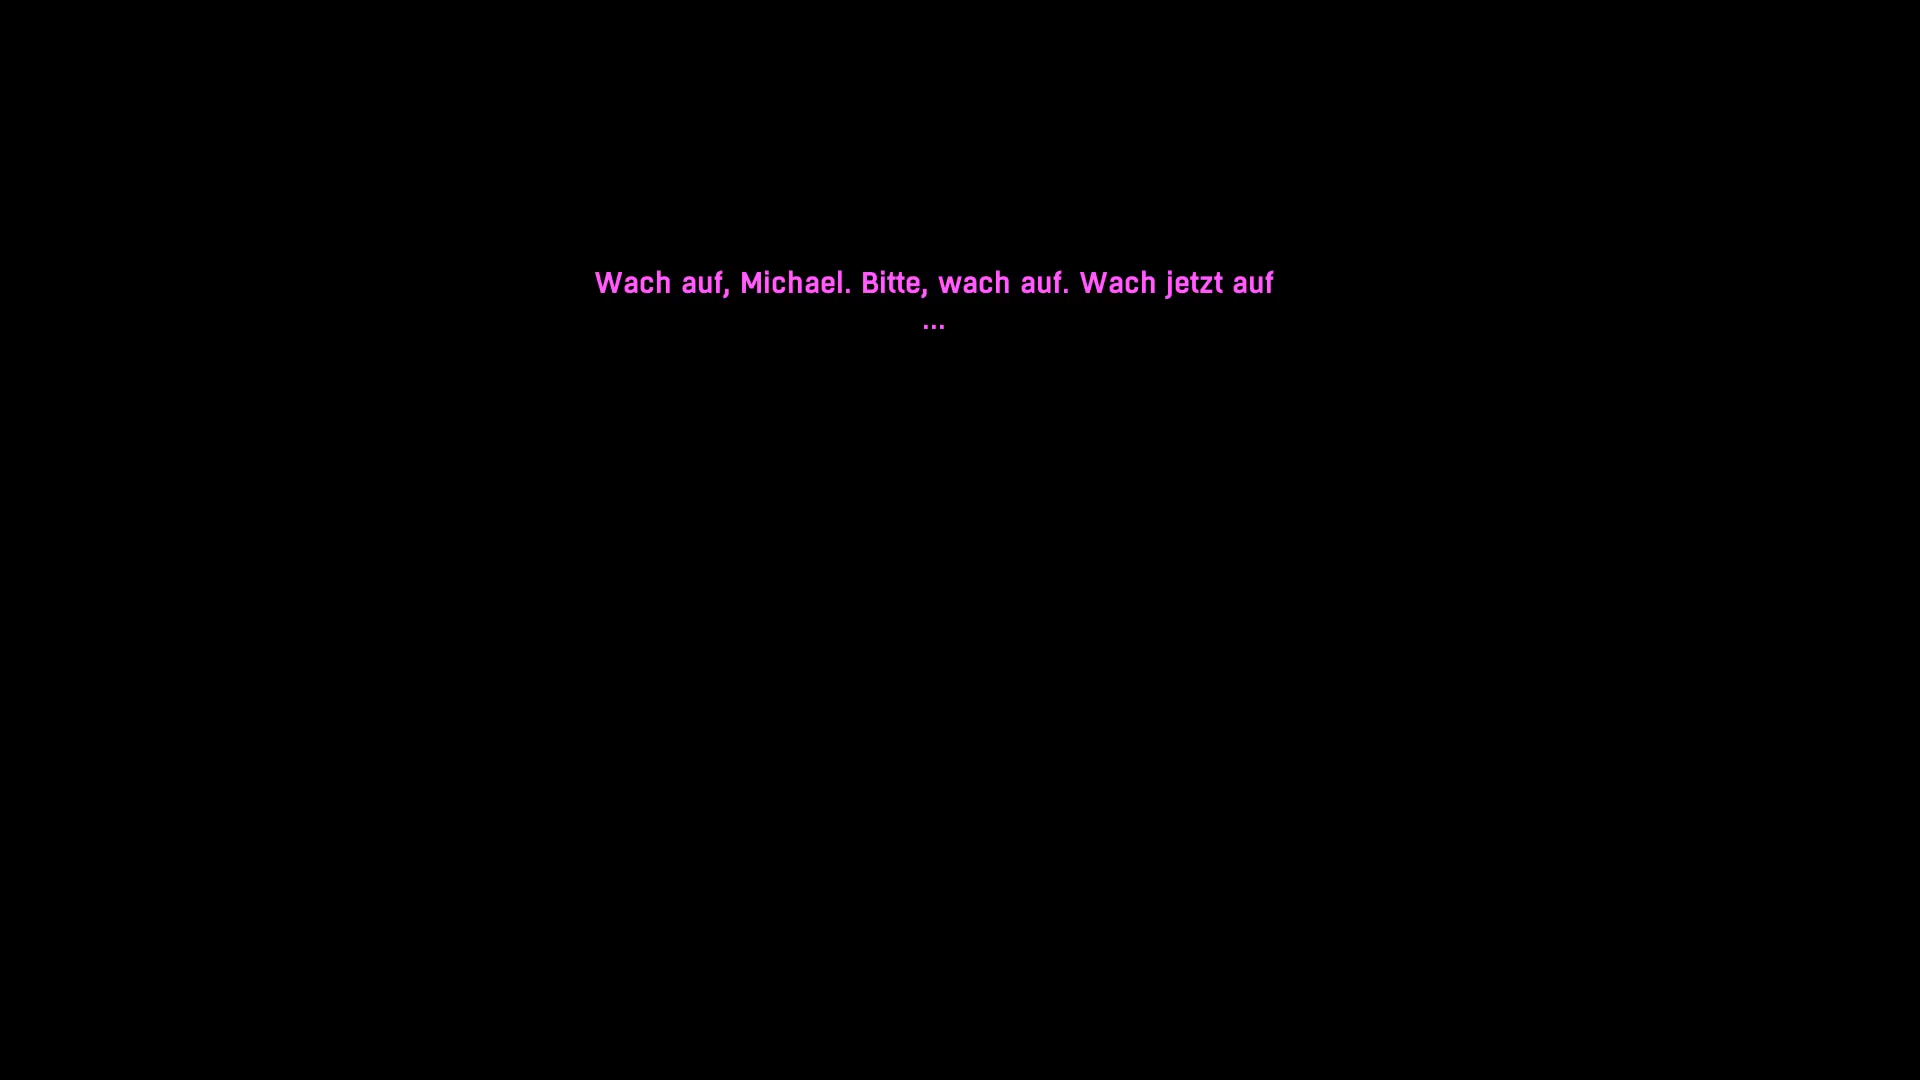 Wach auf, Michael. Bitte, wach auf. Wach jetzt auf
...